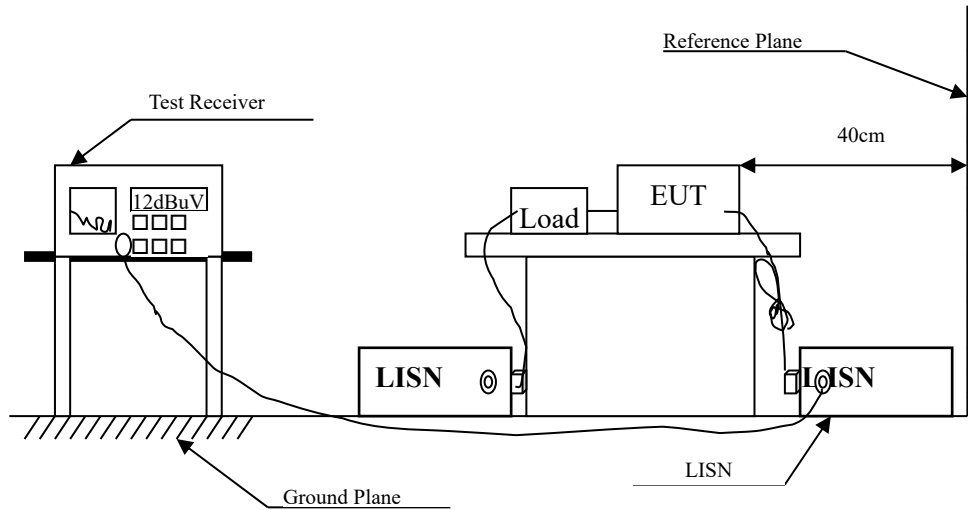 Reference Plane
Test Receiver
40cm
12dBuV
Load
EUT
LISN
LISN
LISN
Ground Plane